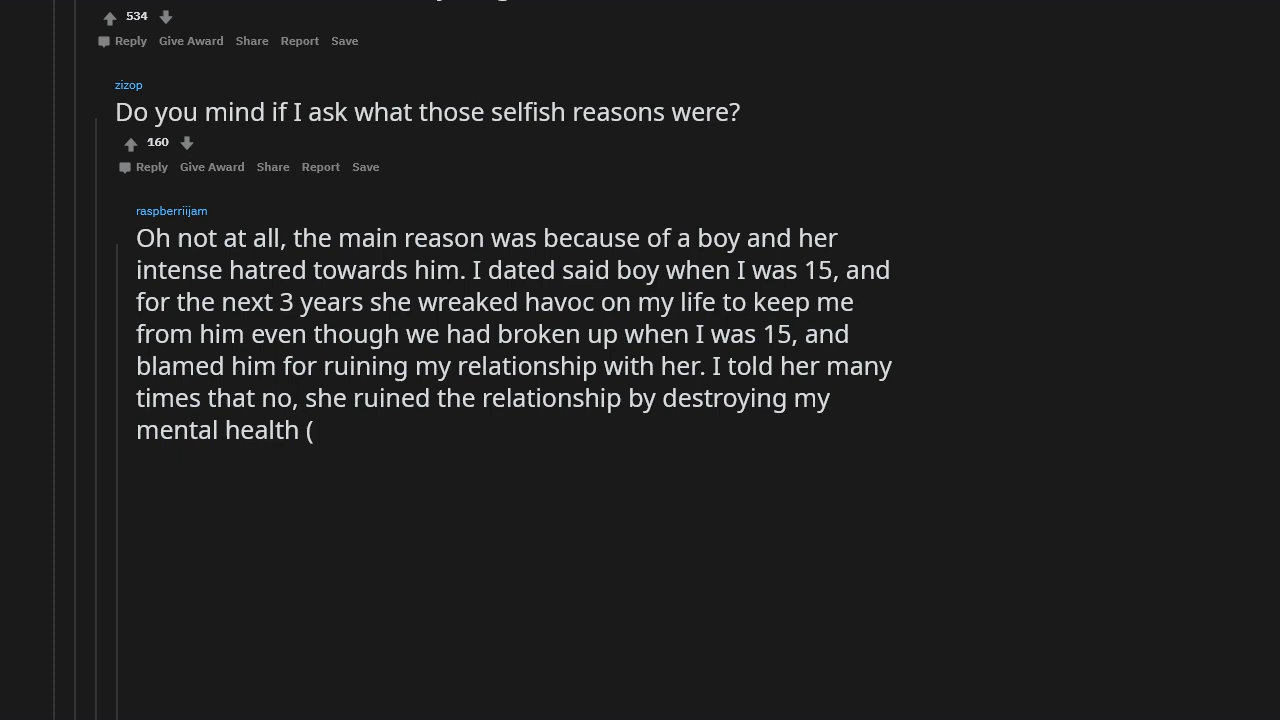 534
Reply Give Award Share Report Save
zizop
Do you mind if I ask what those selfish reasons were?
160
Reply Give Award Share Report Save
raspberriijam
Oh not at all, the main reason was because of a boy and her
intense hatred towards him. I dated said boy when I was 15, and
for the next 3 years she wreaked havoc on my life to keep me
from him even though we had broken up when I was 15, and
blamed him for ruining my relationship with her. I told her many
times that no, she ruined the relationship by destroying my
mental health (